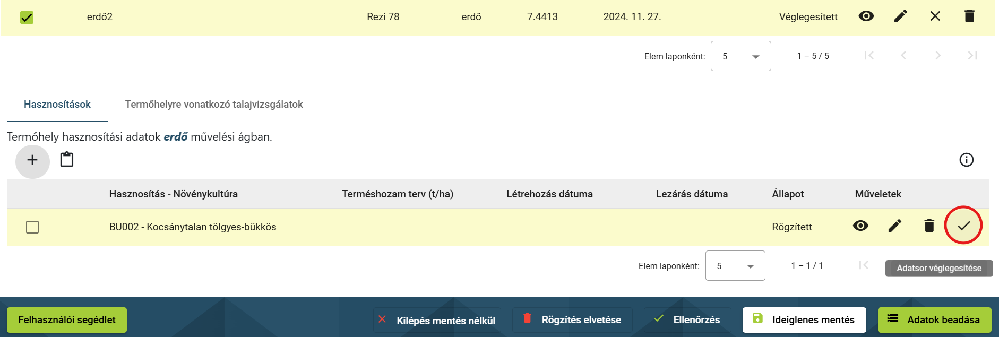 erdő2 Rezi 78 erdő 7.4413 2024. 11. 27. Véglegesített
Elem laponként: 5 1 – 5 / 5
Hasznosítások Termőhelyre vonatkozó talajvizsgálatok
Termőhely hasznosítási adatok erdő művelési ágban.
Hasznosítás - Növénykultúra Terméshozam terv (t/ha) Létrehozás dátuma Lezárás dátuma Állapot Műveletek
BU002 - Kocsánytalan tölgyes-bükkös Rögzített
Elem laponként: 5 1 – 1 / 1
Adatsor véglegesítése
Felhasználói segédlet Kilépés mentés nélkül Rögzítés elvetése Ellenőrzés Ideiglenes mentés Adatok beadása